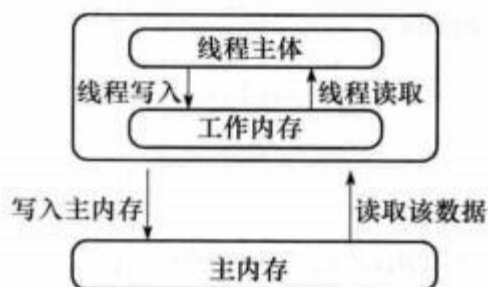 线程主体
线程写入 线程读取
工作内存
写入主内存 读取该数据
主内存